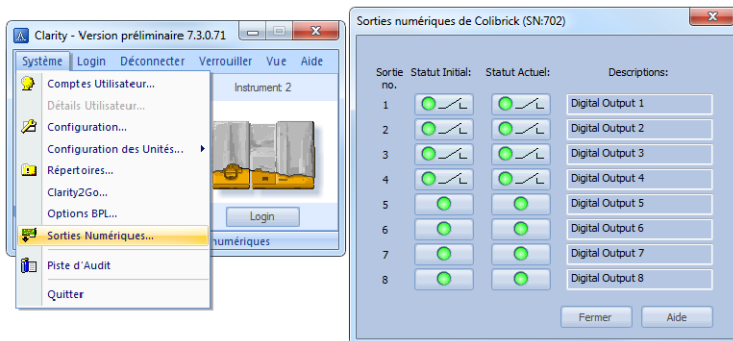 Clarity - Version préliminaire 7.3.0.71
Système Login Déconnecter Verrouiller Vue Aide
Comptes Utilisateur...
Détails Utilisateur...
Configuration...
Configuration des Unités...
Répertoires...
Clarity2Go...
Options BPL...
Sorties Numériques...
Piste d'Audit
Quitter
Instrument 2
Login
numériques
Sorties numériques de Colibrick (SN:702)
Sortie no. Statut Initial: Statut Actuel: Descriptions:
1 Digital Output 1
2 Digital Output 2
3 Digital Output 3
4 Digital Output 4
5 Digital Output 5
6 Digital Output 6
7 Digital Output 7
8 Digital Output 8
Fermer Aide